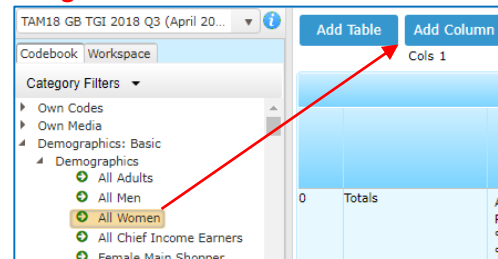 TAM18 GB TGI 2018 Q3 (April 20...
Add Table
Add Column
Codebook
Workspace
Cols 1
Category Filters
Own Codes
Own Media
Demographics: Basic
Demographics
All Adults
All Men
All Women
0 Totals
All Chief Income Earners
Female Main Shopper